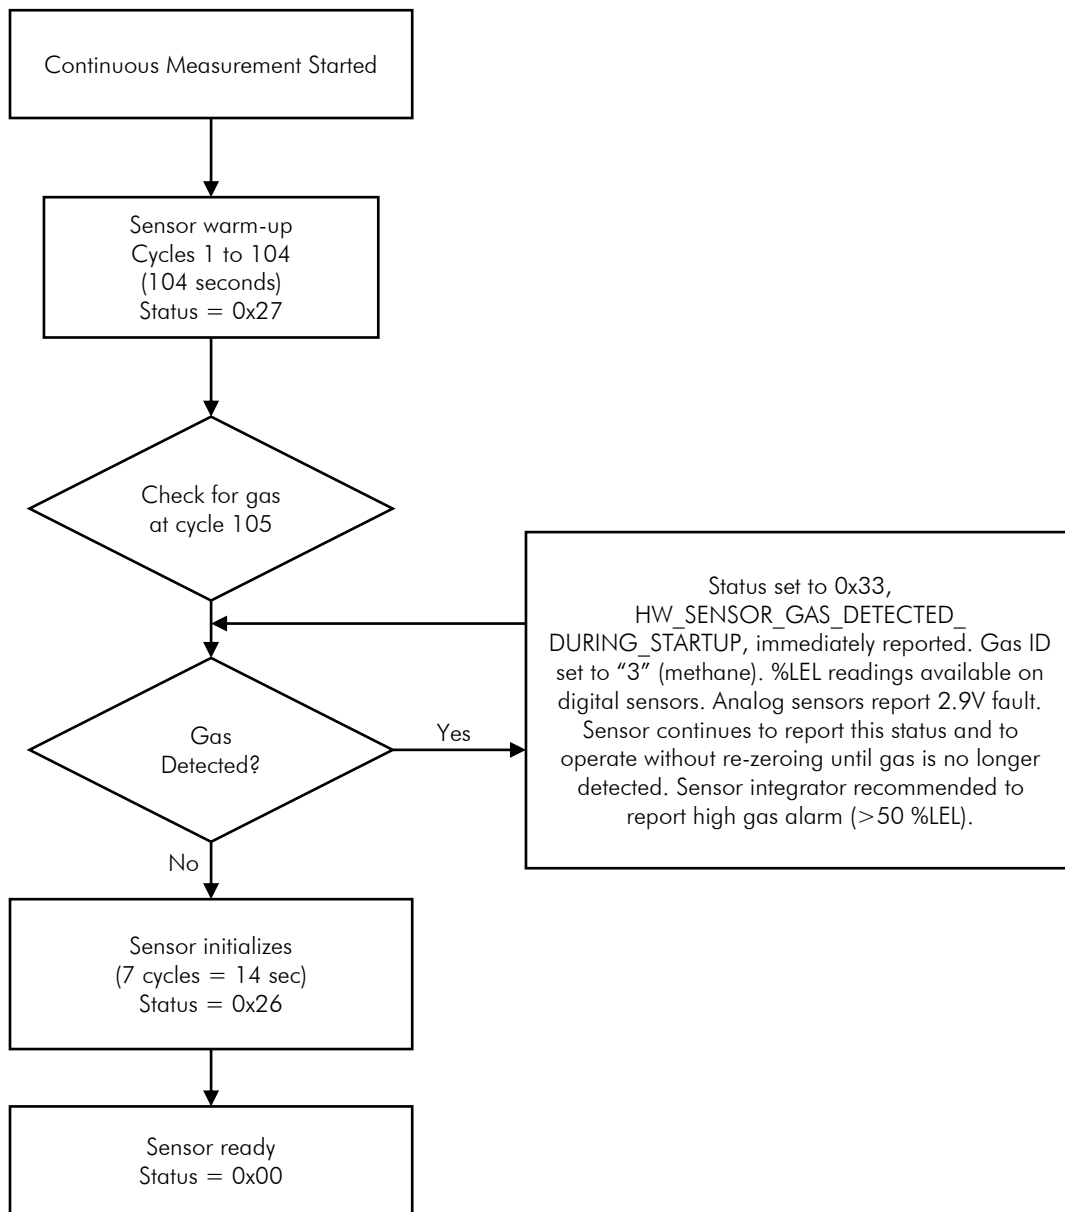 Continuous Measurement Started
Sensor warm-up
Cycles 1 to 104
(104 seconds)
Status = 0x27
Check for gas
at cycle 105
Gas
Detected?
Yes
Status set to 0x33,
HW_SENSOR_GAS_DETECTED_
DURING_STARTUP, immediately reported. Gas ID
set to “3” (methane). %LEL readings available on
digital sensors. Analog sensors report 2.9V fault.
Sensor continues to report this status and to
operate without re-zeroing until gas is no longer
detected. Sensor integrator recommended to
report high gas alarm (>50 %LEL).
No
Sensor initializes
(7 cycles = 14 sec)
Status = 0x26
Sensor ready
Status = 0x00